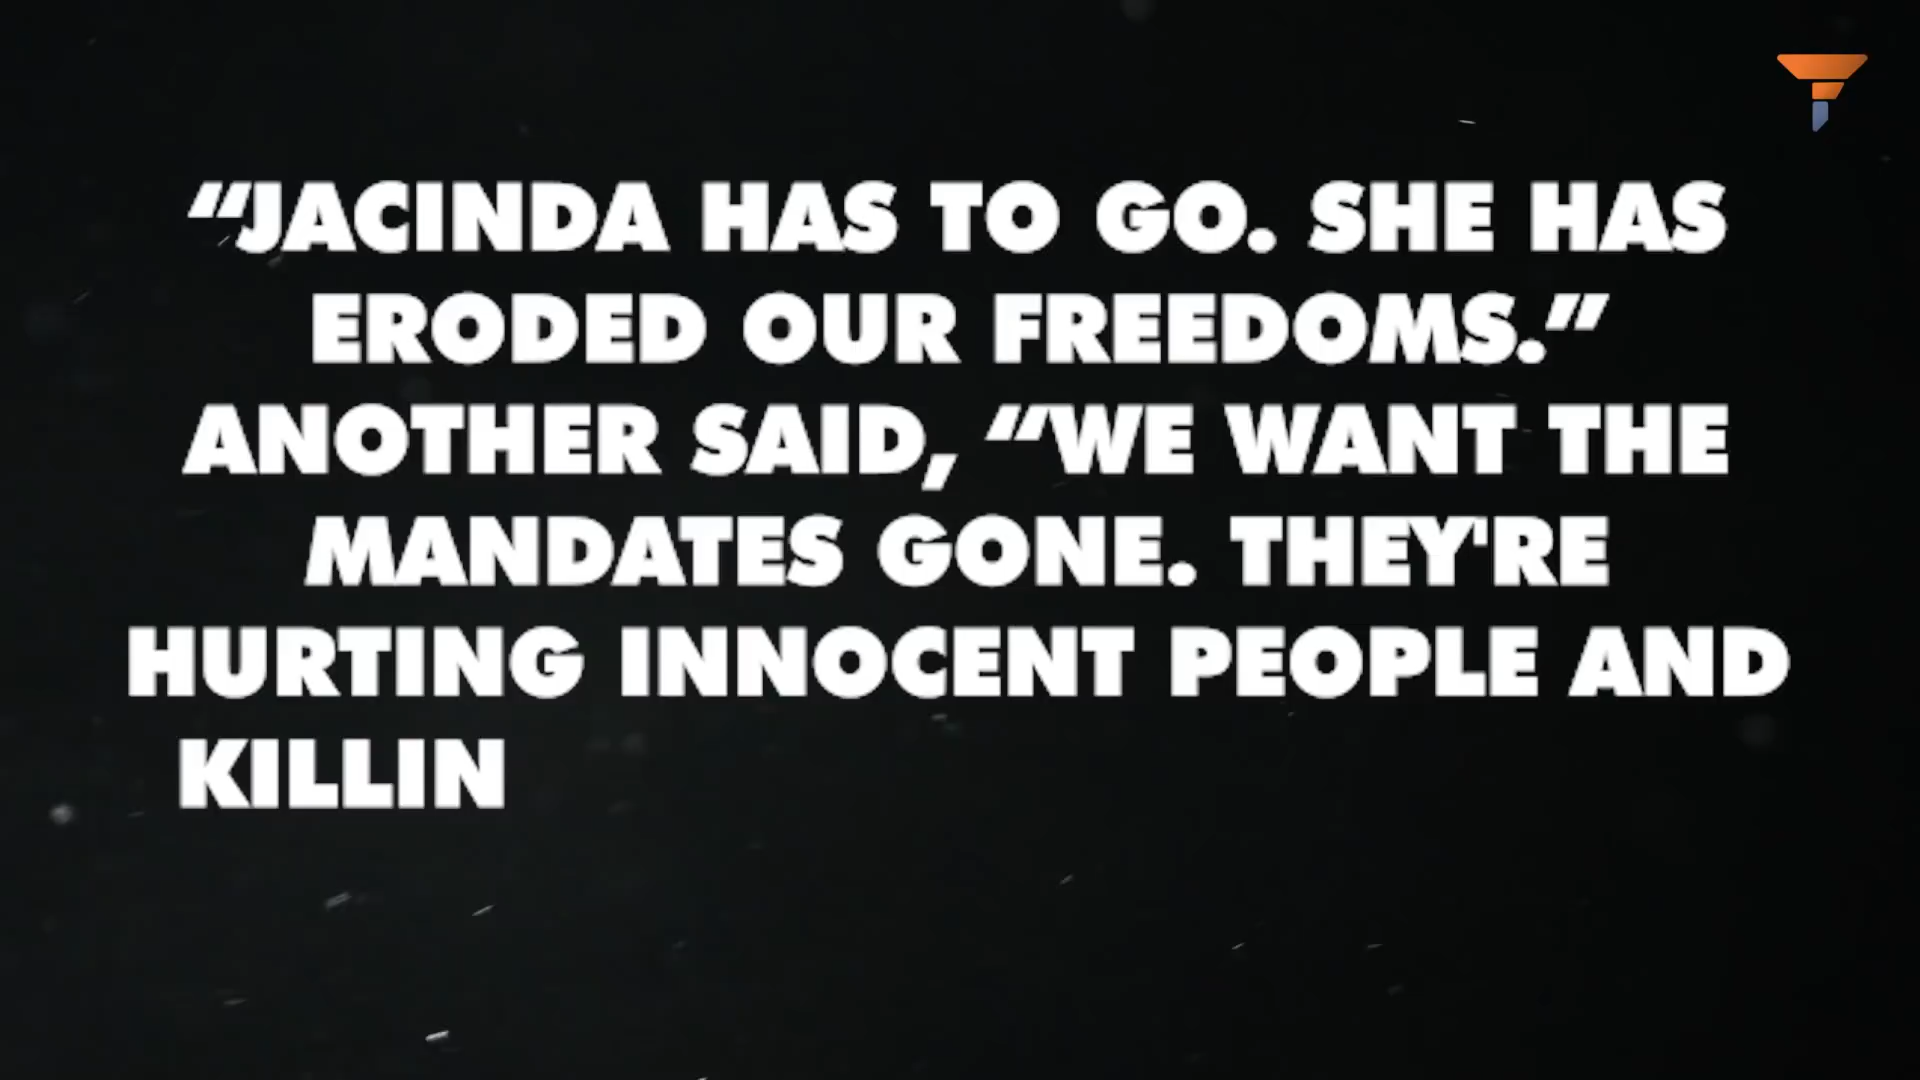 “JACINDA HAS TO GO. SHE HAS
ERODED OUR FREEDOMS.”
ANOTHER SAID, “WE WANT THE
MANDATES GONE. THEY'RE
HURTING INNOCENT PEOPLE AND
KILLIN